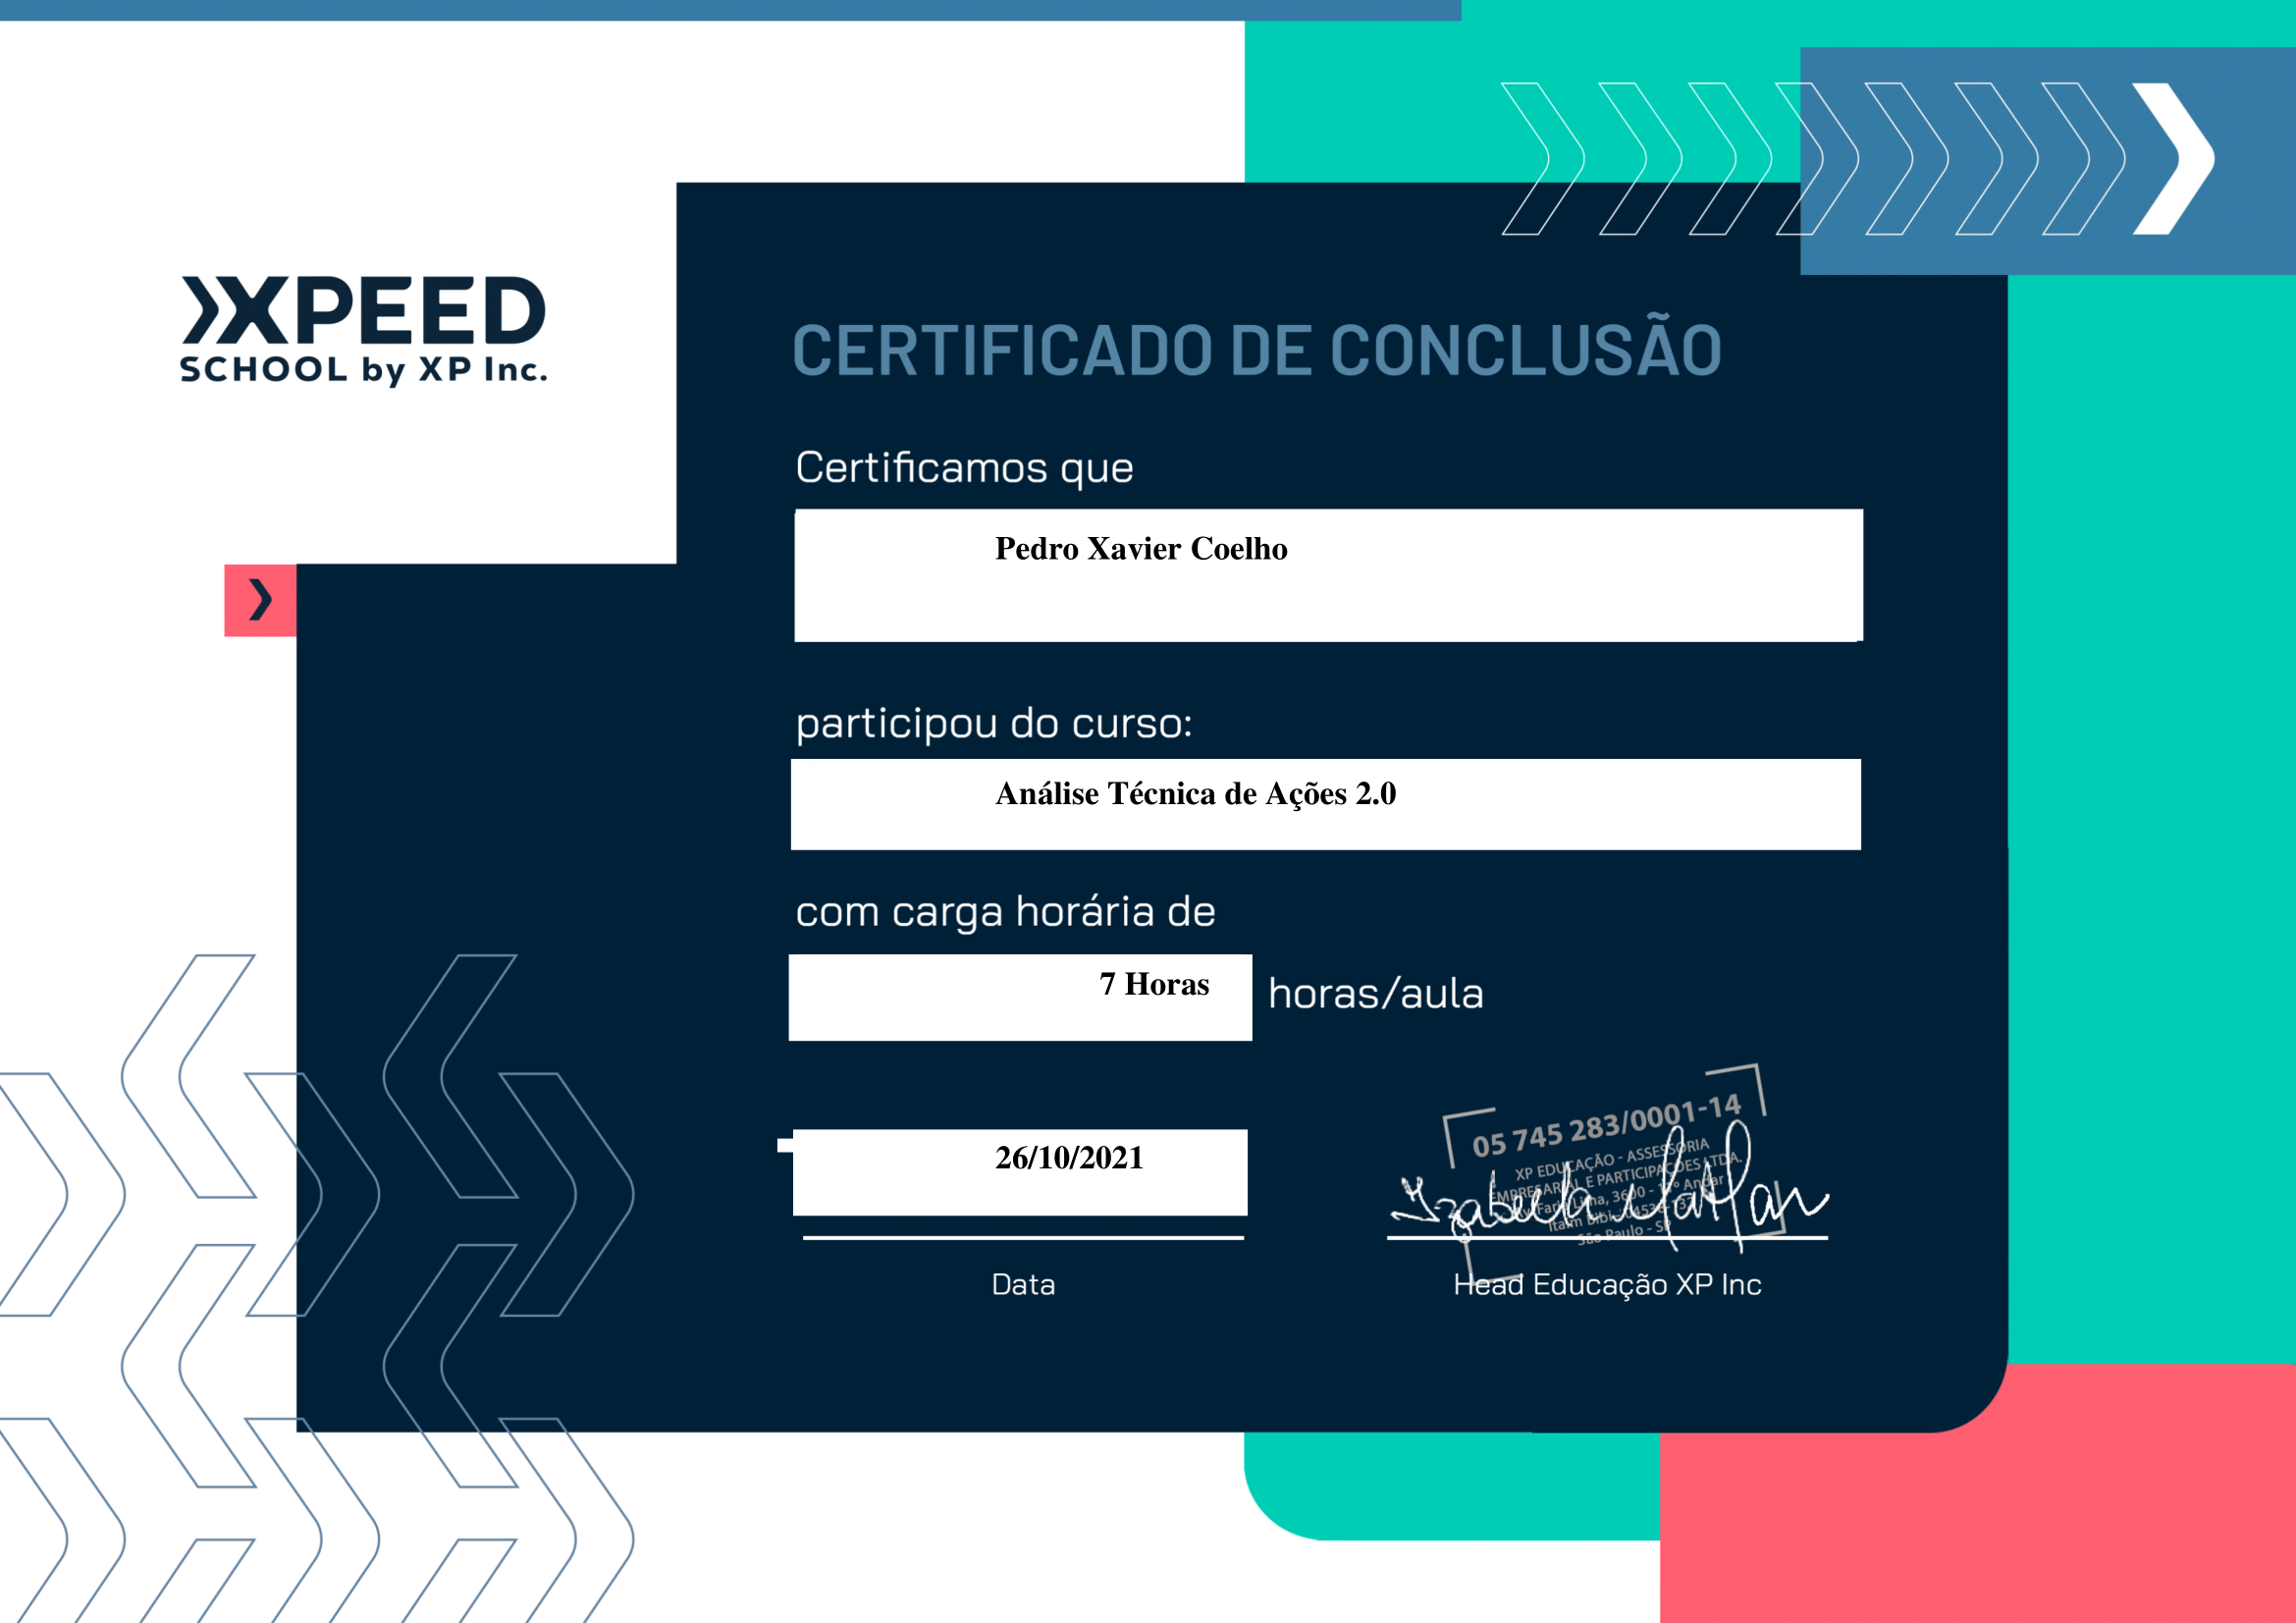 XPEED
SCHOOL by XP Inc.
CERTIFICADO DE CONCLUSÃO
Certificamos que
Pedro Xavier Coelho
participou do curso:
Análise Técnica de Ações 2.0
com carga horária de
7 Horas
horas/aula
26/10/2021
Data
05 745 283/0001-14
XP EDUCAÇÃO - ASSESSORIA
EMPRESARIAL E PARTICIPAÇÕES LTDA.
Faria Lima, 3600 - Andar
Itaim Bibi
São Paulo - SP
Head Educação XP Inc